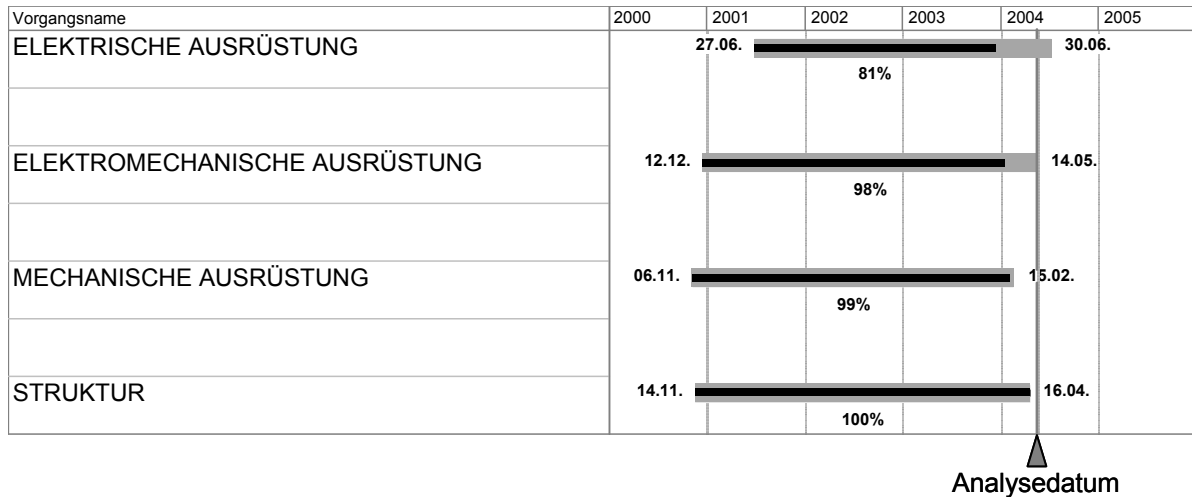 Vorgangsname 2000 2001 2002 2003 2004 2005
ELEKTRISCHE AUSRÜSTUNG 27.06. 30.06.
81%
ELEKTROMECHANISCHE AUSRÜSTUNG 12.12. 14.05.
98%
MECHANISCHE AUSRÜSTUNG 06.11. 15.02.
99%
STRUKTUR 14.11. 16.04.
100%
Analysedatum